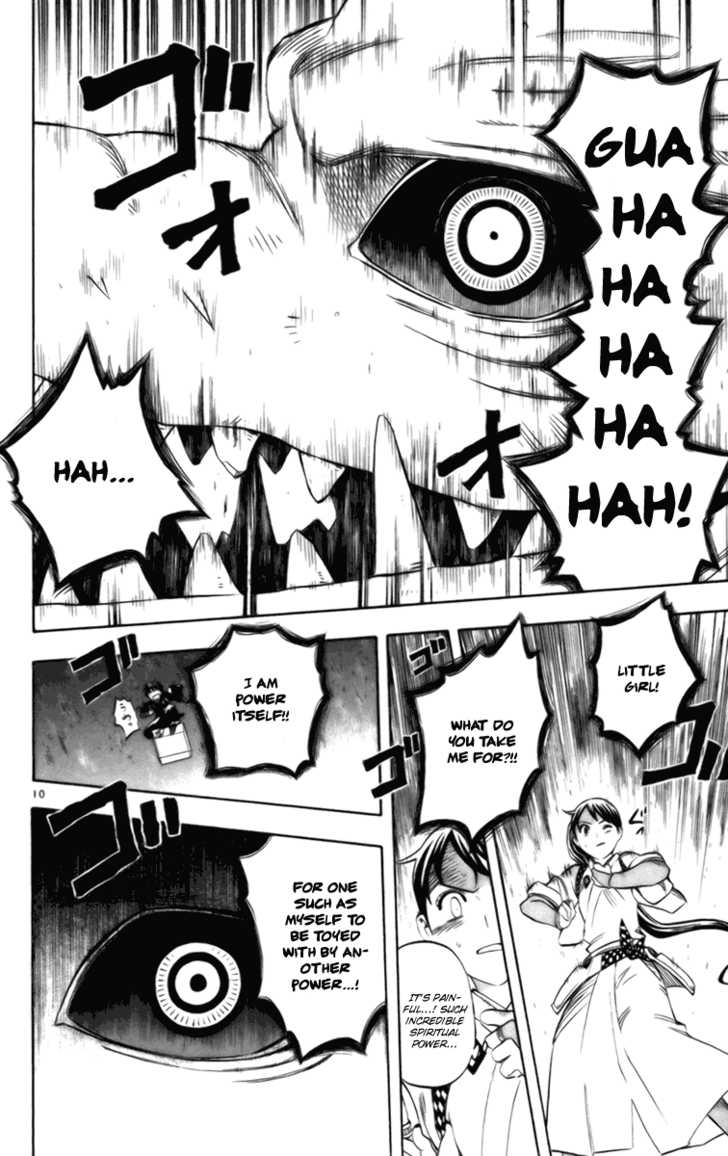 GUA
HA
HA
HA
HA
HAH!
ゴ
オ
オ
HAH...
LITTLE
GIRL!
WHAT DO
YOU TAKE
ME FOR?!!
ゴゴ
IT'S PAIN-
FUL...! SUCH
INCREDIBLE
SPIRITUAL
POWER...
I AM
POWER
ITSELF!!
ゴゴ
10
FOR ONE
SUCH AS
MYSELF TO
BE TOYED
WITH BY AN-
OTHER
POWER...!
ゴゴ